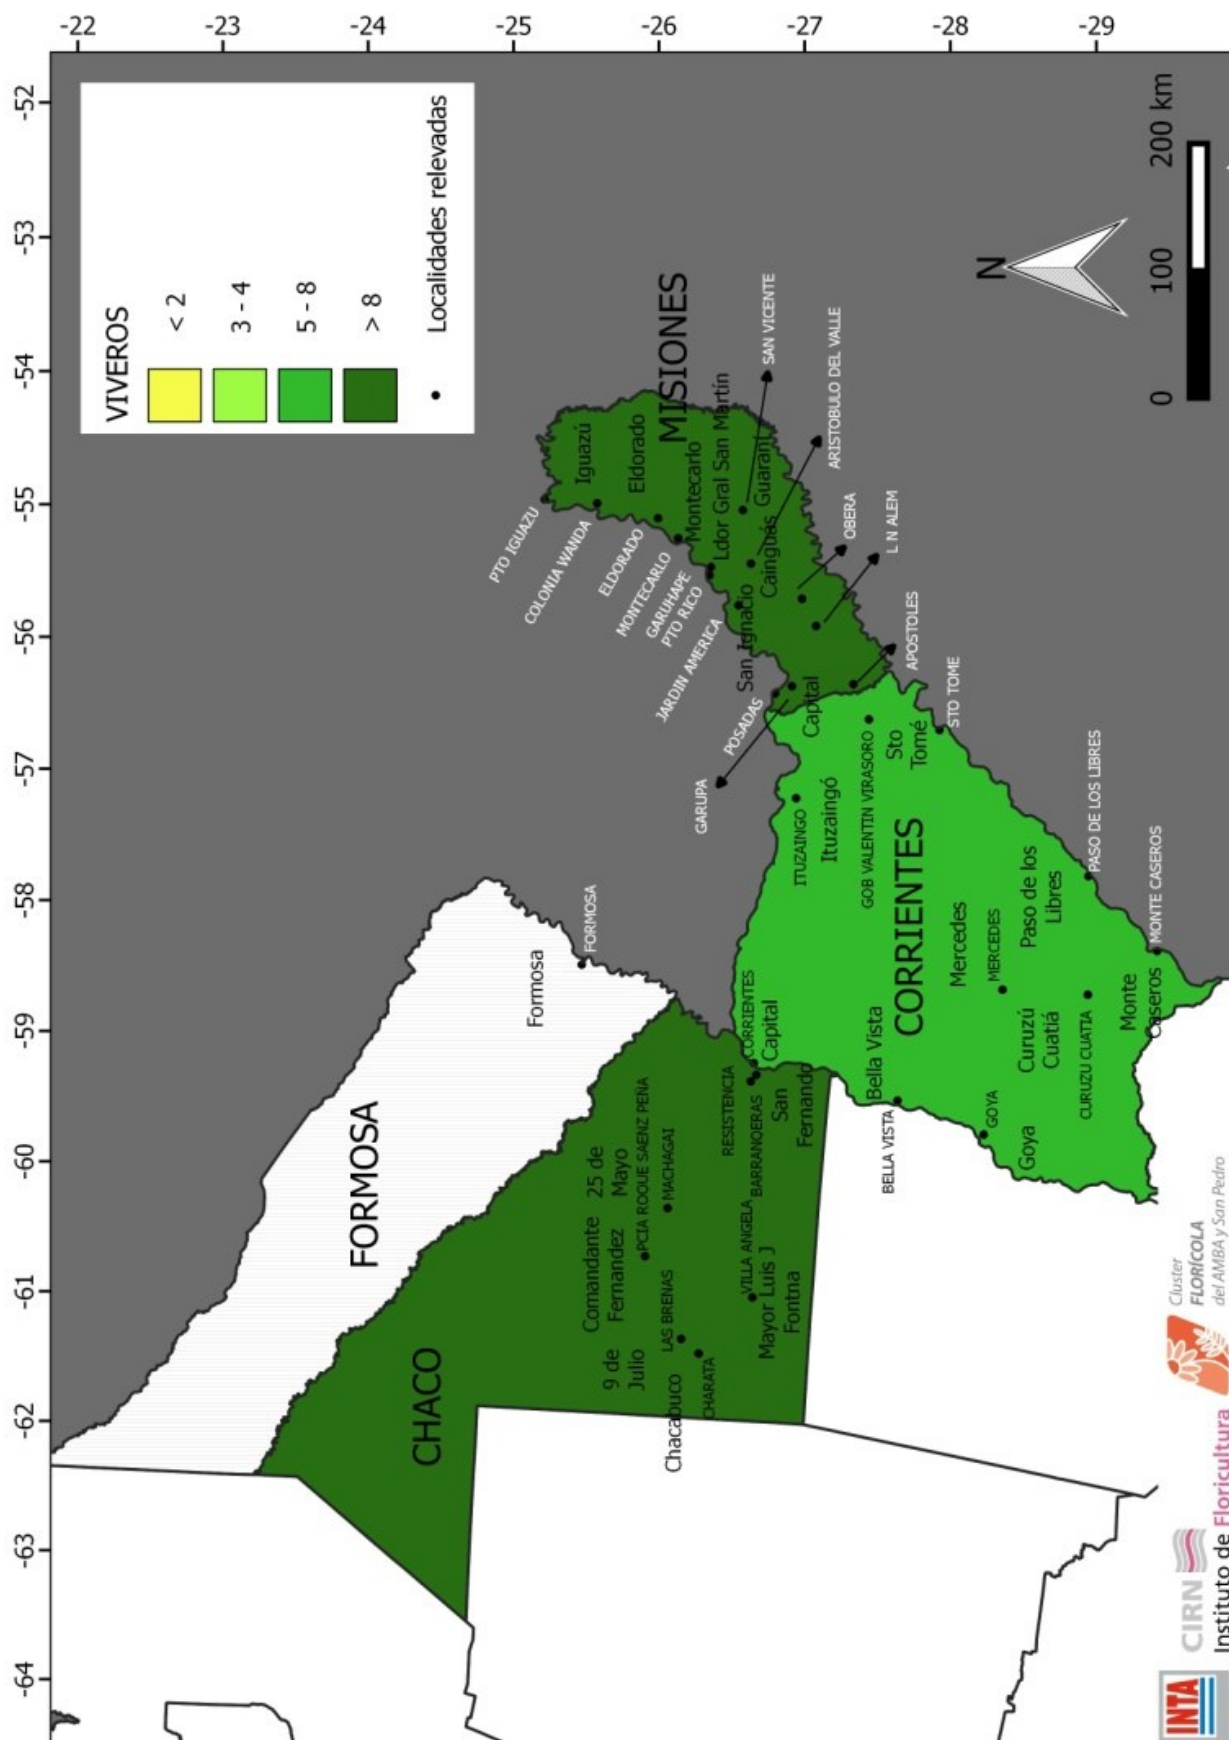 -64
-63
-62
-61
-60
-59
-58
-57
-56
-55
-54
-53
-52
-22
-23
-24
-25
-26
-27
-28
-29
VIVEROS
< 2
3 - 4
5 - 8
> 8
Localidades relevadas
FORMOSA
Formosa
FORMOSA
CHACO
Comandante
Fernandez
25 de
Mayo
9 de
Julio
PCIA ROQUE SAENZ PEÑA
MACHAGAI
LAS BRENAS
Chacabuco
CHARATA
RESISTENCIA
VILLA ANGELA
BARRANQERAS
Mayor Luis J
Fontna
San
Fernando
MISIONES
PTO IGUAZU
Iguazú
COLONIA WANDA
Eldorado
ELDORADO
MONTECARLO
Montecarlo
GARUHAPE
PTO RICO
Ldor Gral San Martín
JARDIN AMERICA
San Ignacio
Guaraní
SAN VICENTE
Cainguás
ARISTOBULO DEL VALLE
OBERA
L N ALEM
POSADAS
GARUPA
Capital
APOSTOLES
CORRIENTES
CORRIENTES
Capital
ITUZAINGO
Ituzaingó
GOB VALENTIN VIRASORO
Sto
Tomé
STO TOME
Bella Vista
BELLA VISTA
Mercedes
MERCEDES
Paso de los
Libres
PASO DE LOS LIBRES
GOYA
Goya
Curuzú
Cuatiá
CURUZU CUATIA
Monte
Caseros
MONTE CASEROS
N
0
100
200 km
INTA
CIRN
Instituto de Floricultura
Cluster
FLORÍCOLA
del AMBA y San Pedro